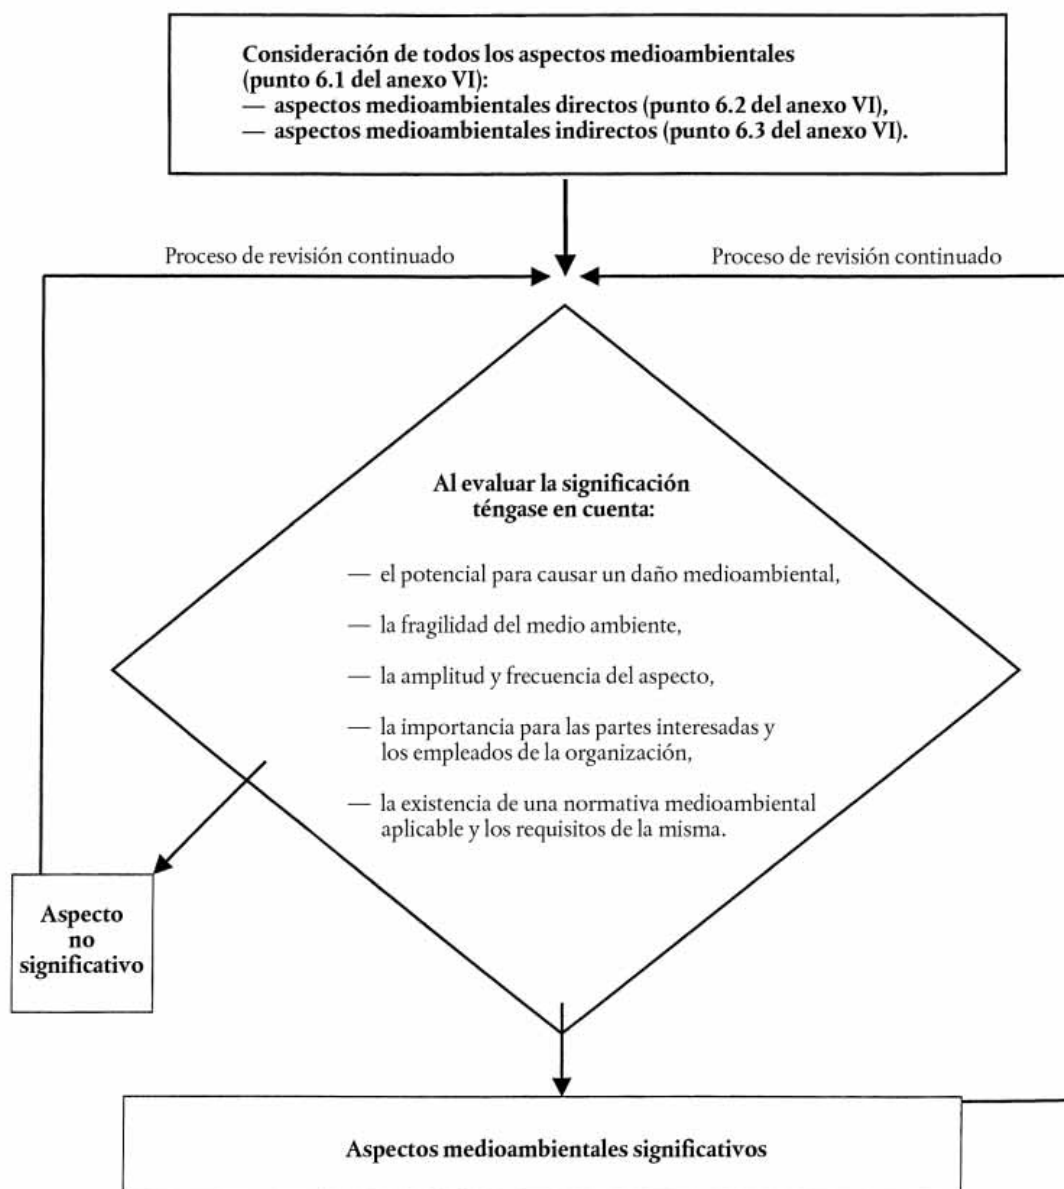 Consideración de todos los aspectos medioambientales
(punto 6.1 del anexo VI):
— aspectos medioambientales directos (punto 6.2 del anexo VI),
— aspectos medioambientales indirectos (punto 6.3 del anexo VI).
Proceso de revisión continuado
Proceso de revisión continuado
Al evaluar la significación
téngase en cuenta:
— el potencial para causar un daño medioambiental,
— la fragilidad del medio ambiente,
— la amplitud y frecuencia del aspecto,
— la importancia para las partes interesadas y
los empleados de la organización,
— la existencia de una normativa medioambiental
aplicable y los requisitos de la misma.
Aspecto
no
significativo
Aspectos medioambientales significativos